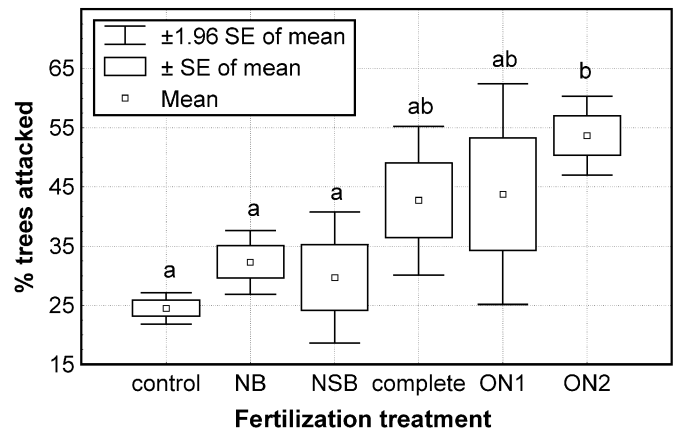 ±1.96 SE of mean
± SE of mean
Mean
% trees attacked
65
55
45
35
25
15
a
a
a
ab
ab
b
control NB NSB complete ON1 ON2
Fertilization treatment